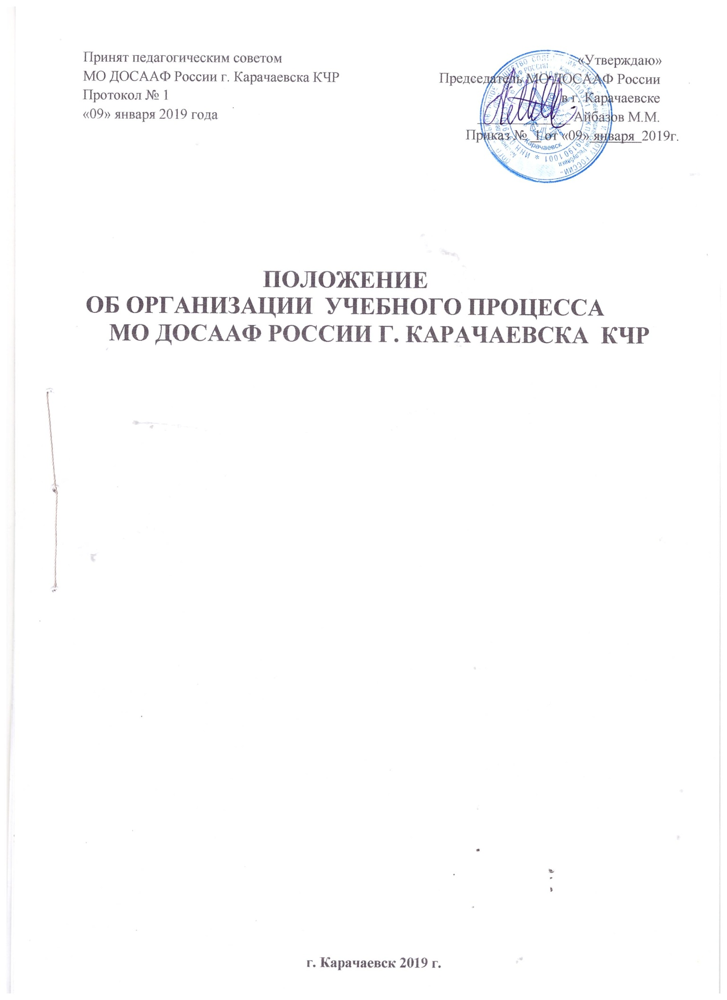 Принят педагогическим советом
МО ДОСААФ России г. Карачаевска КЧР
Протокол № 1
«09» января 2019 года
«Утверждаю»
Председатель МО ДОСААФ России
в г. Карачаевске
Айбазов М.М.
Приказ № 1 от «09» января 2019г.
Карачаевск
ПОЛОЖЕНИЕ
ОБ ОРГАНИЗАЦИИ УЧЕБНОГО ПРОЦЕССА
МО ДОСААФ РОССИИ Г. КАРАЧАЕВСКА КЧР
г. Карачаевск 2019 г.